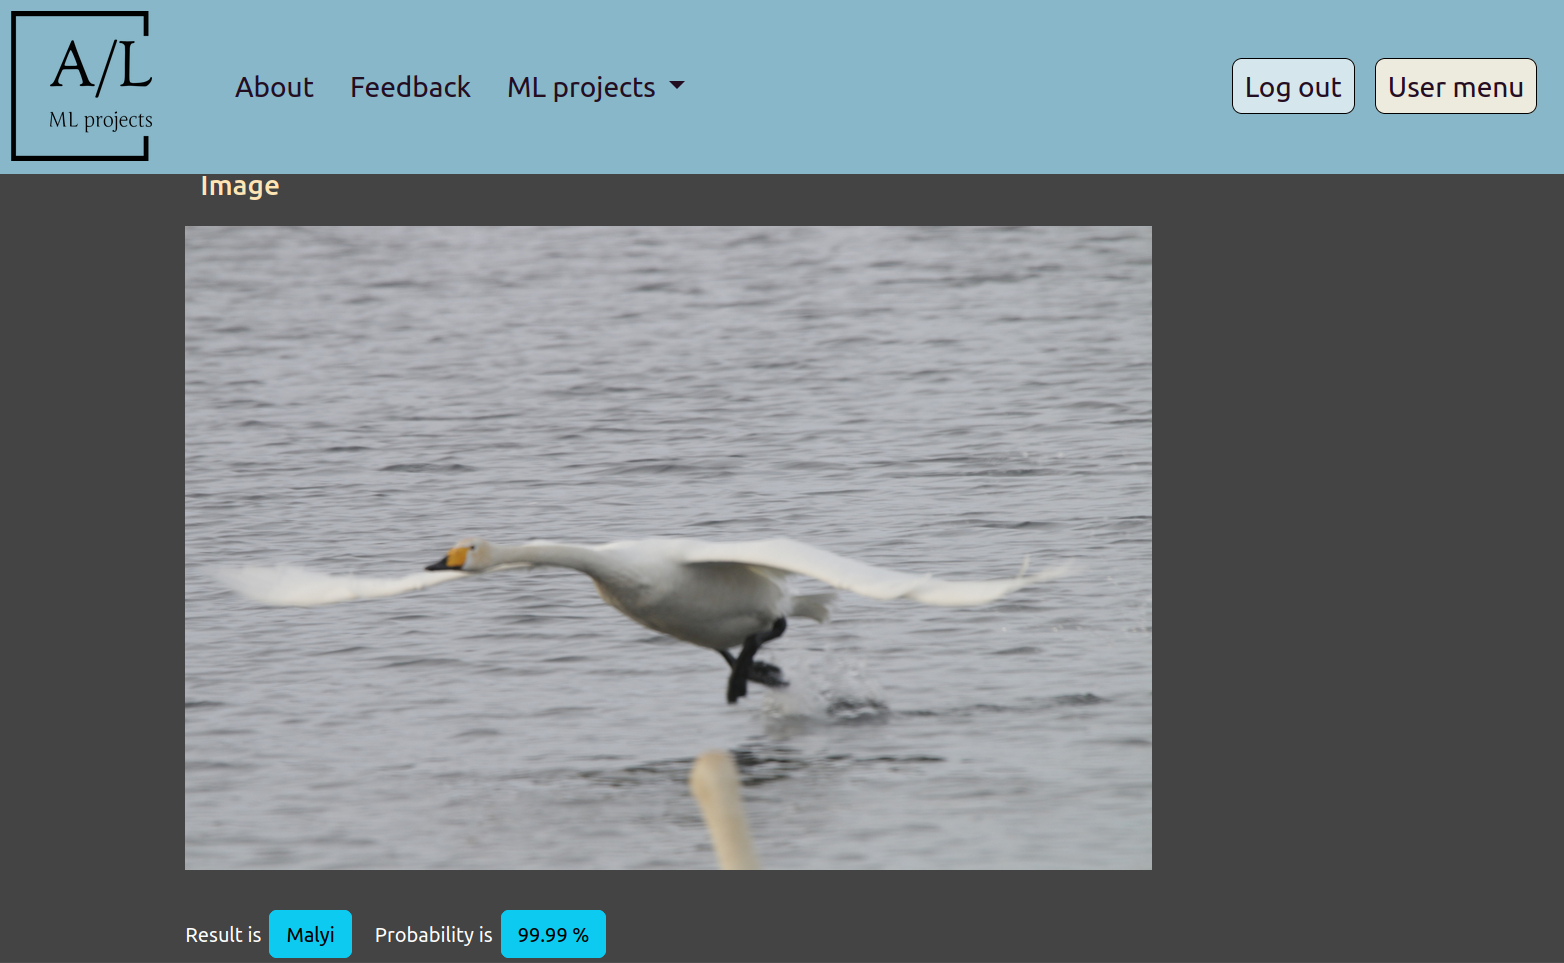 A/L
ML projects
About Feedback ML projects
Log out User menu
Image
Result is Malyi Probability is 99.99 %